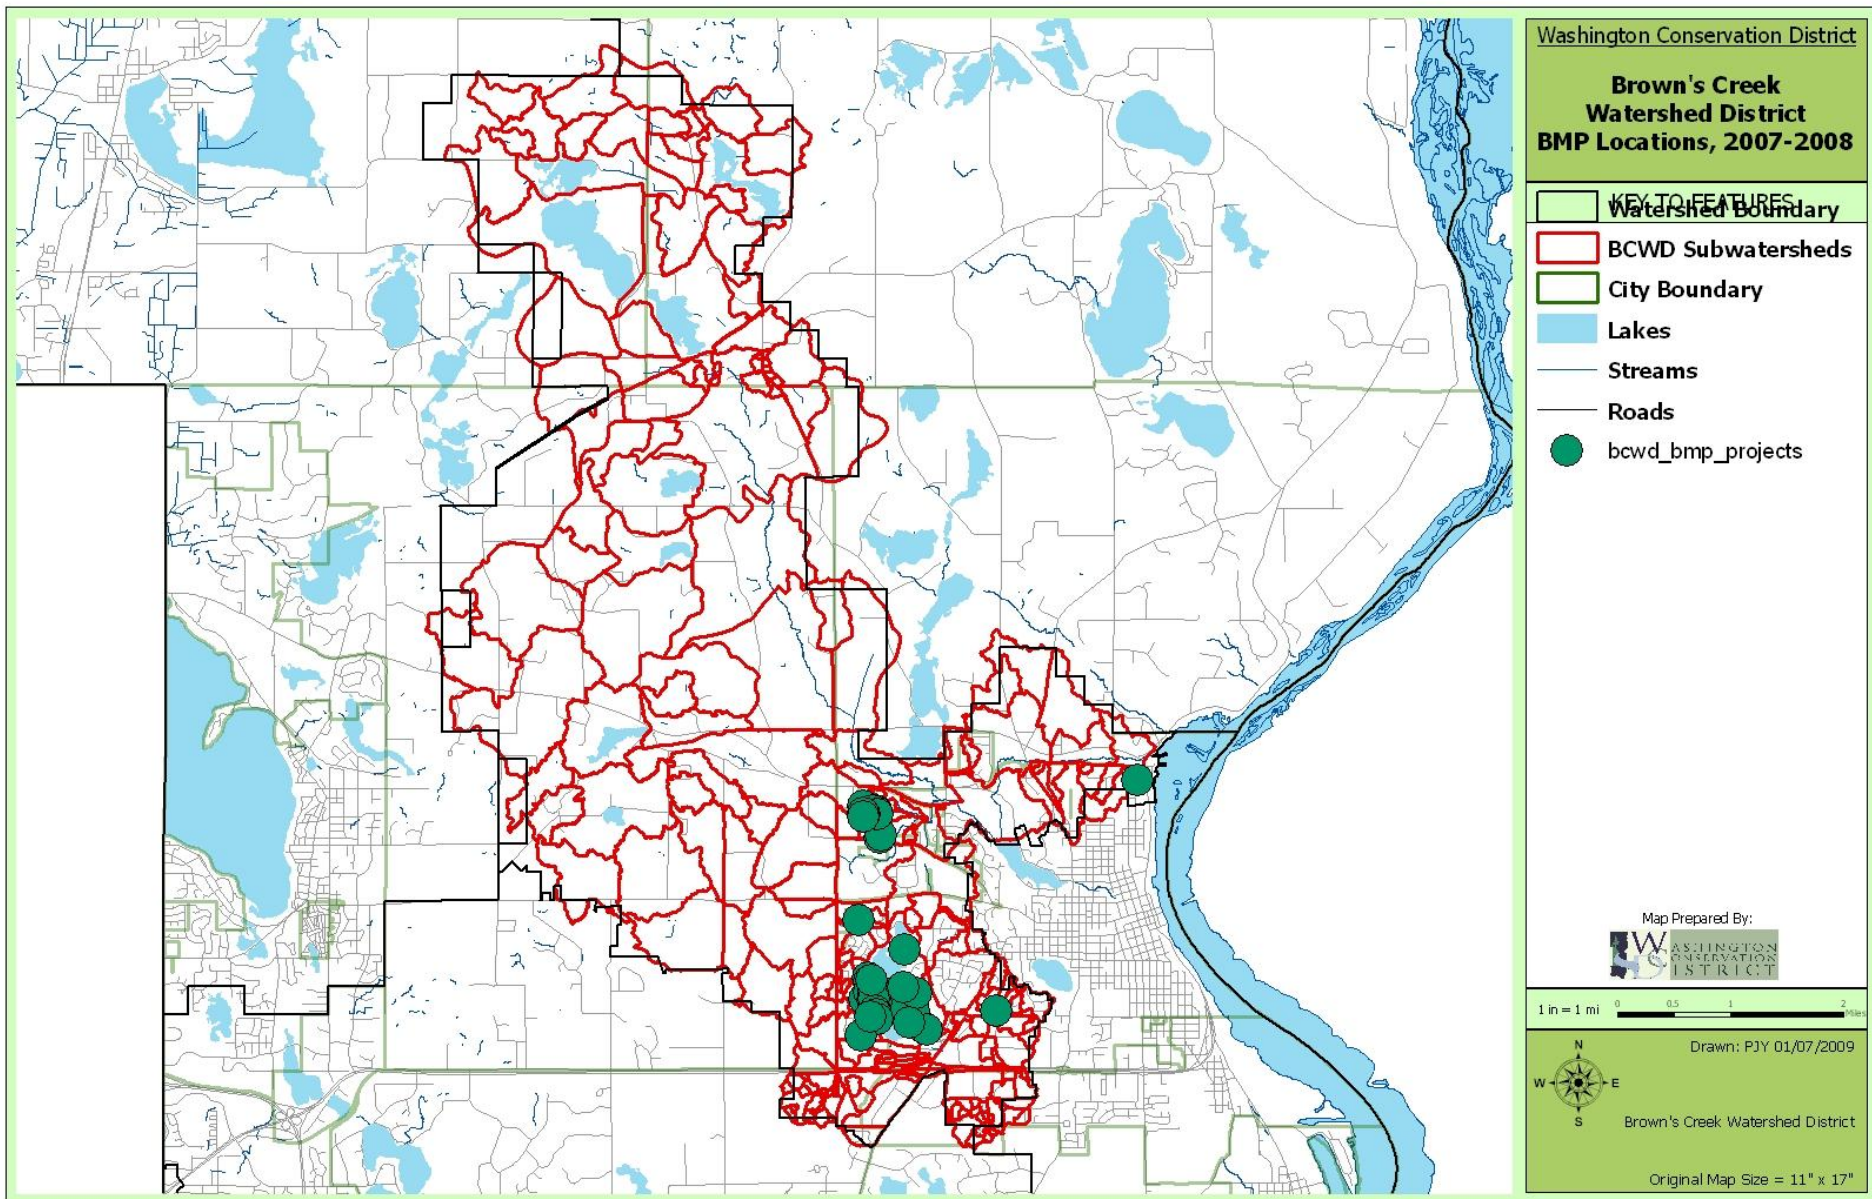 Washington Conservation District
Brown's Creek
Watershed District
BMP Locations, 2007-2008
KEY TO FEATURES
Watershed Boundary
BCWD Subwatersheds
City Boundary
Lakes
Streams
Roads
bcwd_bmp_projects
Map Prepared By:
WASHINGTON
CONSERVATION
DISTRICT
1 in = 1 mi
0 0.5 1 2
Miles
Drawn: PJY 01/07/2009
N
W E
S
Brown's Creek Watershed District
Original Map Size = 11" x 17"